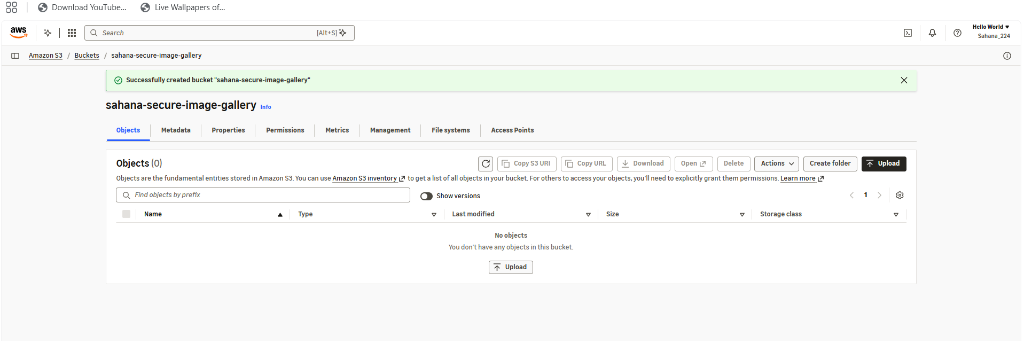 Download YouTube... Live Wallpapers of...
aws Search [Alt+S] Hello World ▾
Sahana_224
Amazon S3 / Buckets / sahana-secure-image-gallery
Successfully created bucket "sahana-secure-image-gallery"
sahana-secure-image-gallery Info
Objects Metadata Properties Permissions Metrics Management File systems Access Points
Objects (0) Copy S3 URI Copy URL Download Open Delete Actions Create folder Upload
Objects are the fundamental entities stored in Amazon S3. You can use Amazon S3 inventory to get a list of all objects in your bucket. For others to access your objects, you'll need to explicitly grant them permissions. Learn more
Find objects by prefix Show versions 1
Name Type Last modified Size Storage class
No objects
You don't have any objects in this bucket.
Upload